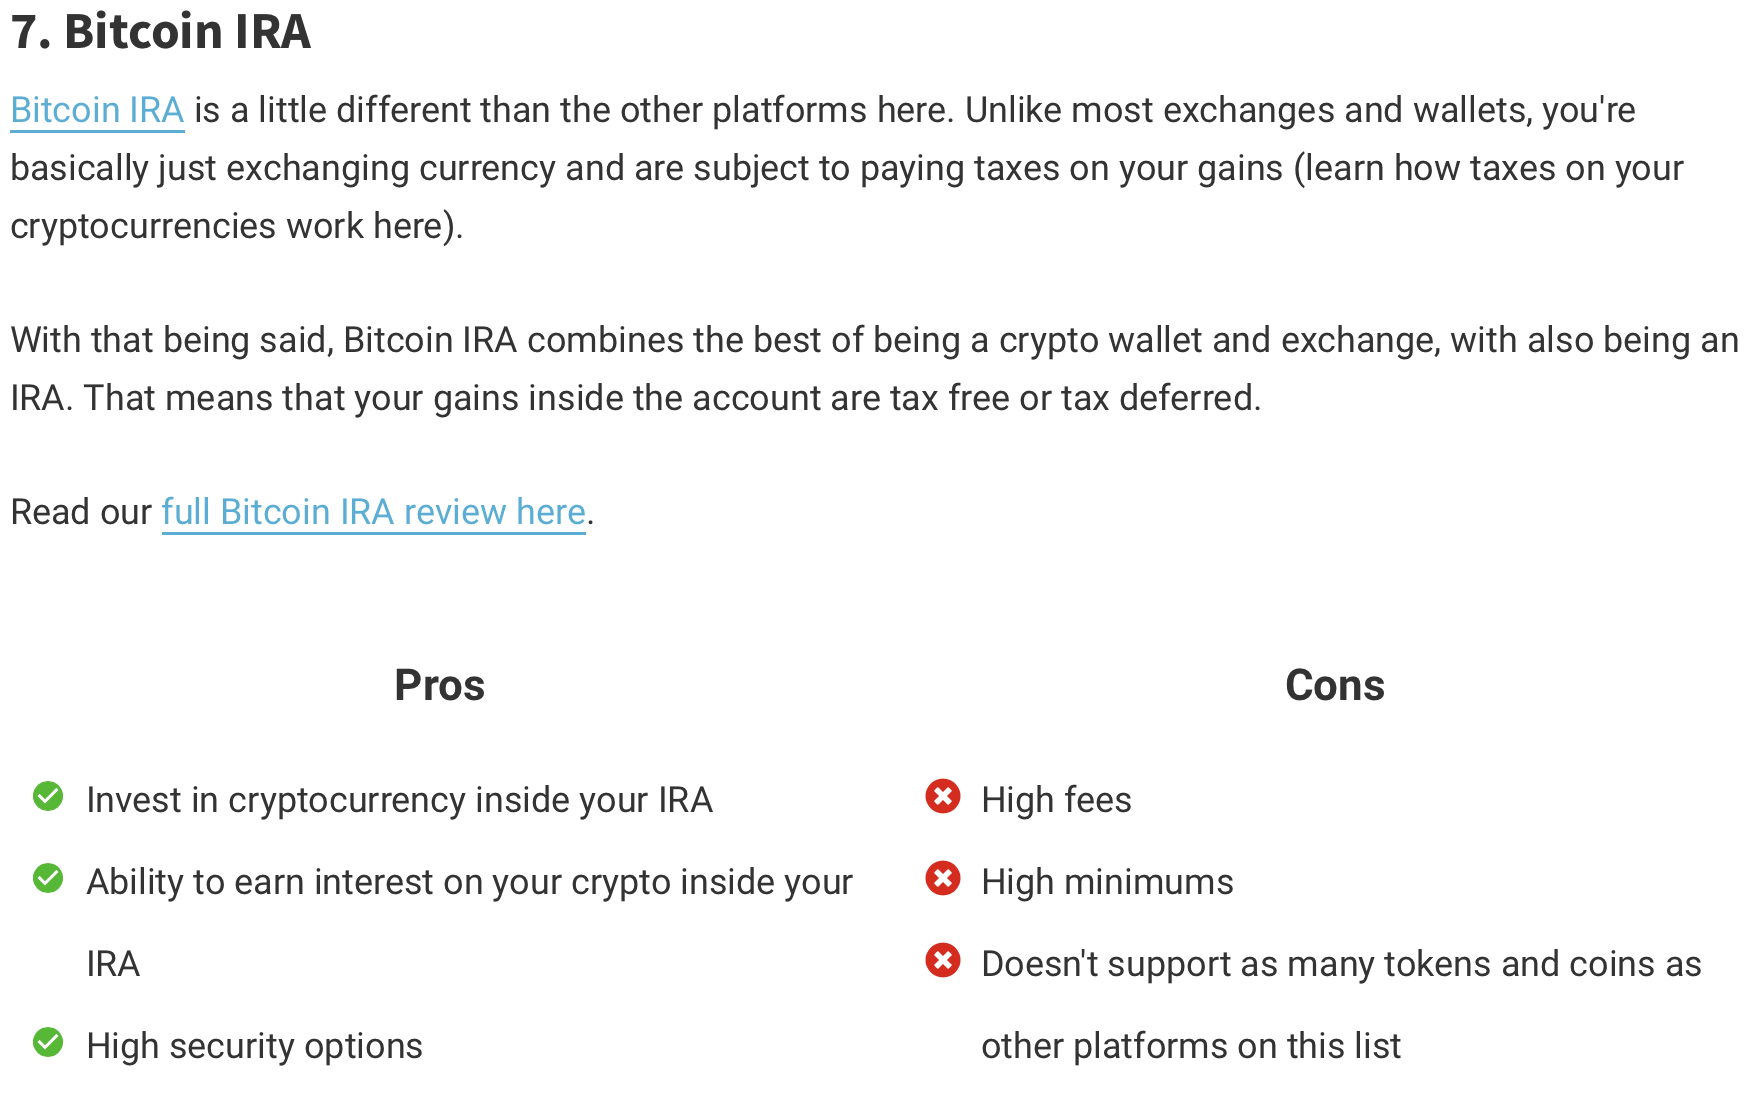 7. Bitcoin IRA
Bitcoin IRA is a little different than the other platforms here. Unlike most exchanges and wallets, you're
basically just exchanging currency and are subject to paying taxes on your gains (learn how taxes on your
cryptocurrencies work here).
With that being said, Bitcoin IRA combines the best of being a crypto wallet and exchange, with also being an
IRA. That means that your gains inside the account are tax free or tax deferred.
Read our full Bitcoin IRA review here.
Pros
Invest in cryptocurrency inside your IRA
Ability to earn interest on your crypto inside your
IRA
High security options
Cons
High fees
High minimums
Doesn't support as many tokens and coins as
other platforms on this list